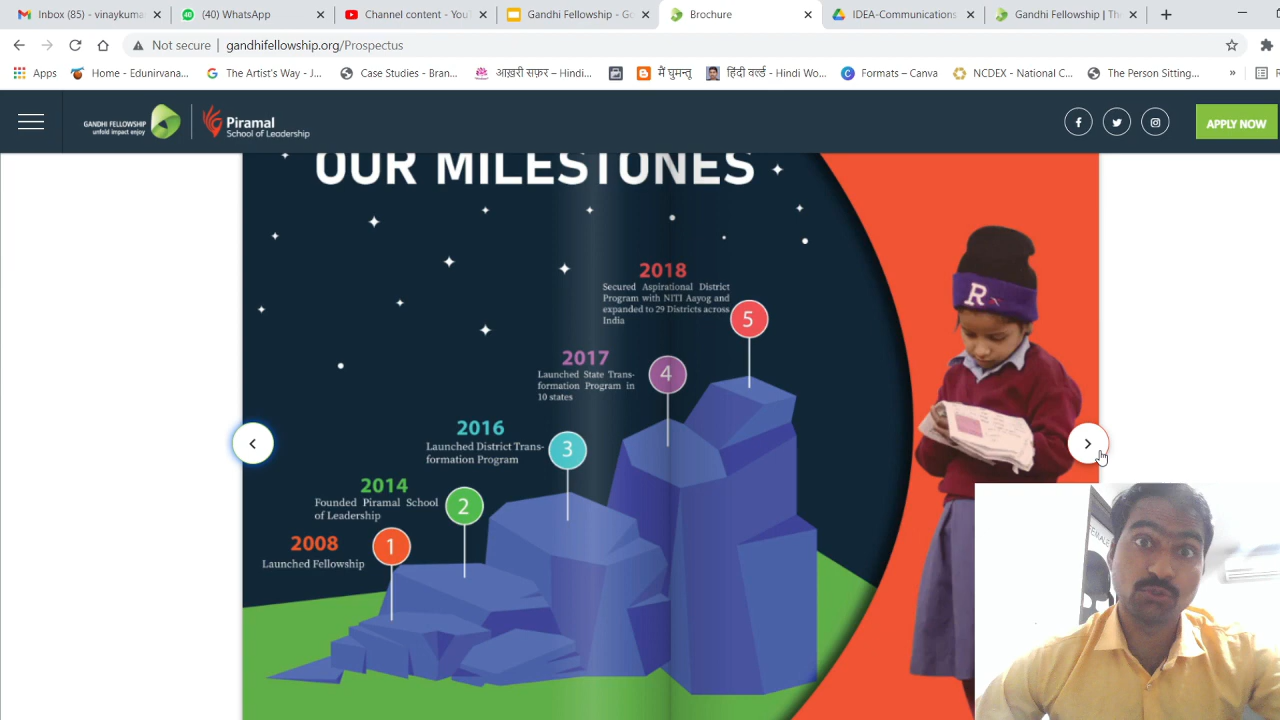 Inbox (85) - vinaykuma
(40) WhatsApp
Channel content - You
Gandhi Fellowship - Go
Brochure
IDEA-Communications
Gandhi Fellowship | The
Not secure | gandhifellowship.org/Prospectus
Apps
Home - Edunirvana...
The Artist's Way - J...
Case Studies - Bran...
आख़री सफ़र – Hindi...
मैं घुमन्तू
हिंदी वर्ल्ड - Hindi Wo...
Formats – Canva
NCDEX - National C...
The Person Sitting...
»
GANDHI FELLOWSHIP
unfold impact enjoy
Piramal
School of Leadership
APPLY NOW
OUR MILESTONES
2018
Secured Aspirational District
Program with NITI Aayog and
expanded to 29 Districts across
India
5
2017
Launched State Trans-
formation Program in
10 states
4
2016
Launched District Trans-
formation Program
3
2014
Founded Piramal School
of Leadership
2
2008
Launched Fellowship
1
R